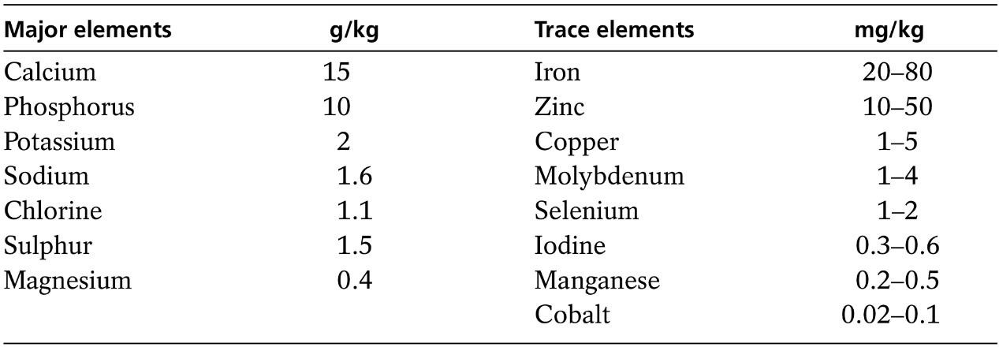 Major elements g/kg Trace elements mg/kg
Calcium 15 Iron 20–80
Phosphorus 10 Zinc 10–50
Potassium 2 Copper 1–5
Sodium 1.6 Molybdenum 1–4
Chlorine 1.1 Selenium 1–2
Sulphur 1.5 Iodine 0.3–0.6
Magnesium 0.4 Manganese 0.2–0.5
Cobalt 0.02–0.1